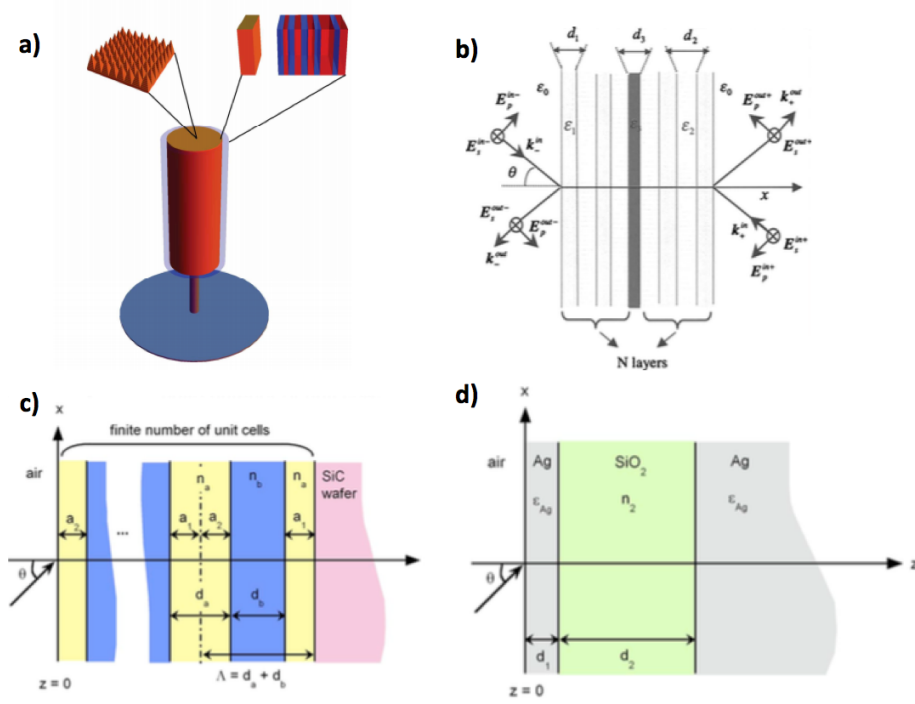 a)
b)
d₁
d₃
d₂
ε₀
ε₀
E_p^{in-}
E_p^{out+}
k_+^{out}
ε₁
ε₂
E_s^{in-}
k_-^{in}
E_s^{out+}
θ
x
E_s^{out-}
E_p^{out-}
k_+^{in}
E_s^{in+}
k_-^{out}
E_p^{in+}
N layers
c)
x
finite number of unit cells
air
n_a
n_b
n_a
SiC
wafer
a₂
...
a₁
a₂
a₁
θ
d_a
d_b
Λ = d_a + d_b
z = 0
d)
x
air
Ag
SiO₂
Ag
ε_Ag
n₂
ε_Ag
z
θ
d₁
d₂
z = 0